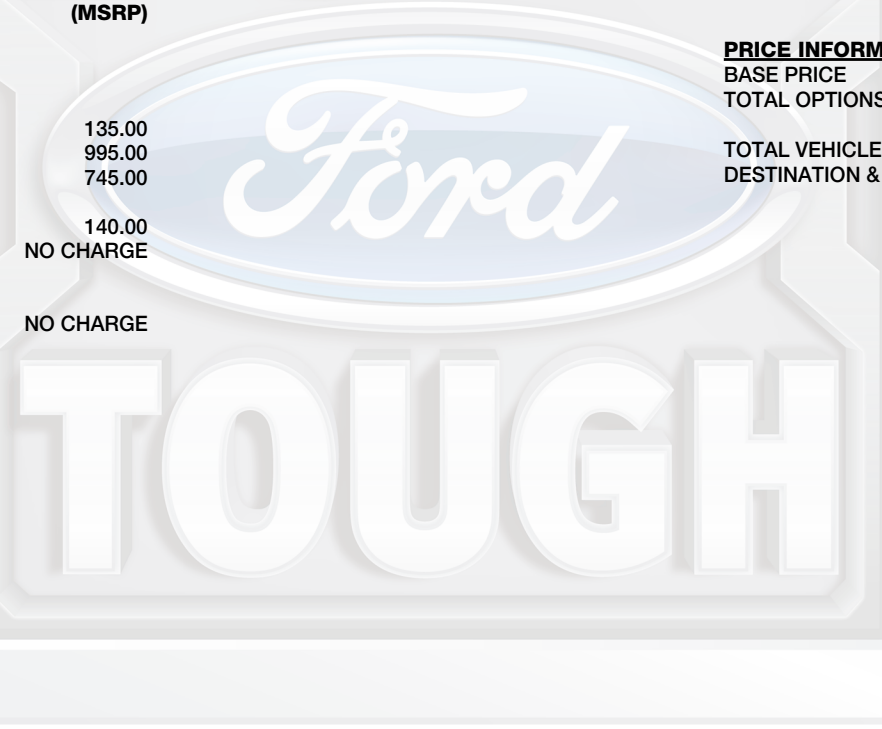 (MSRP)
135.00
995.00
745.00
140.00
NO CHARGE
NO CHARGE
PRICE INFORM
BASE PRICE
TOTAL OPTIONS
TOTAL VEHICLE
DESTINATION &
Ford
TOUGH